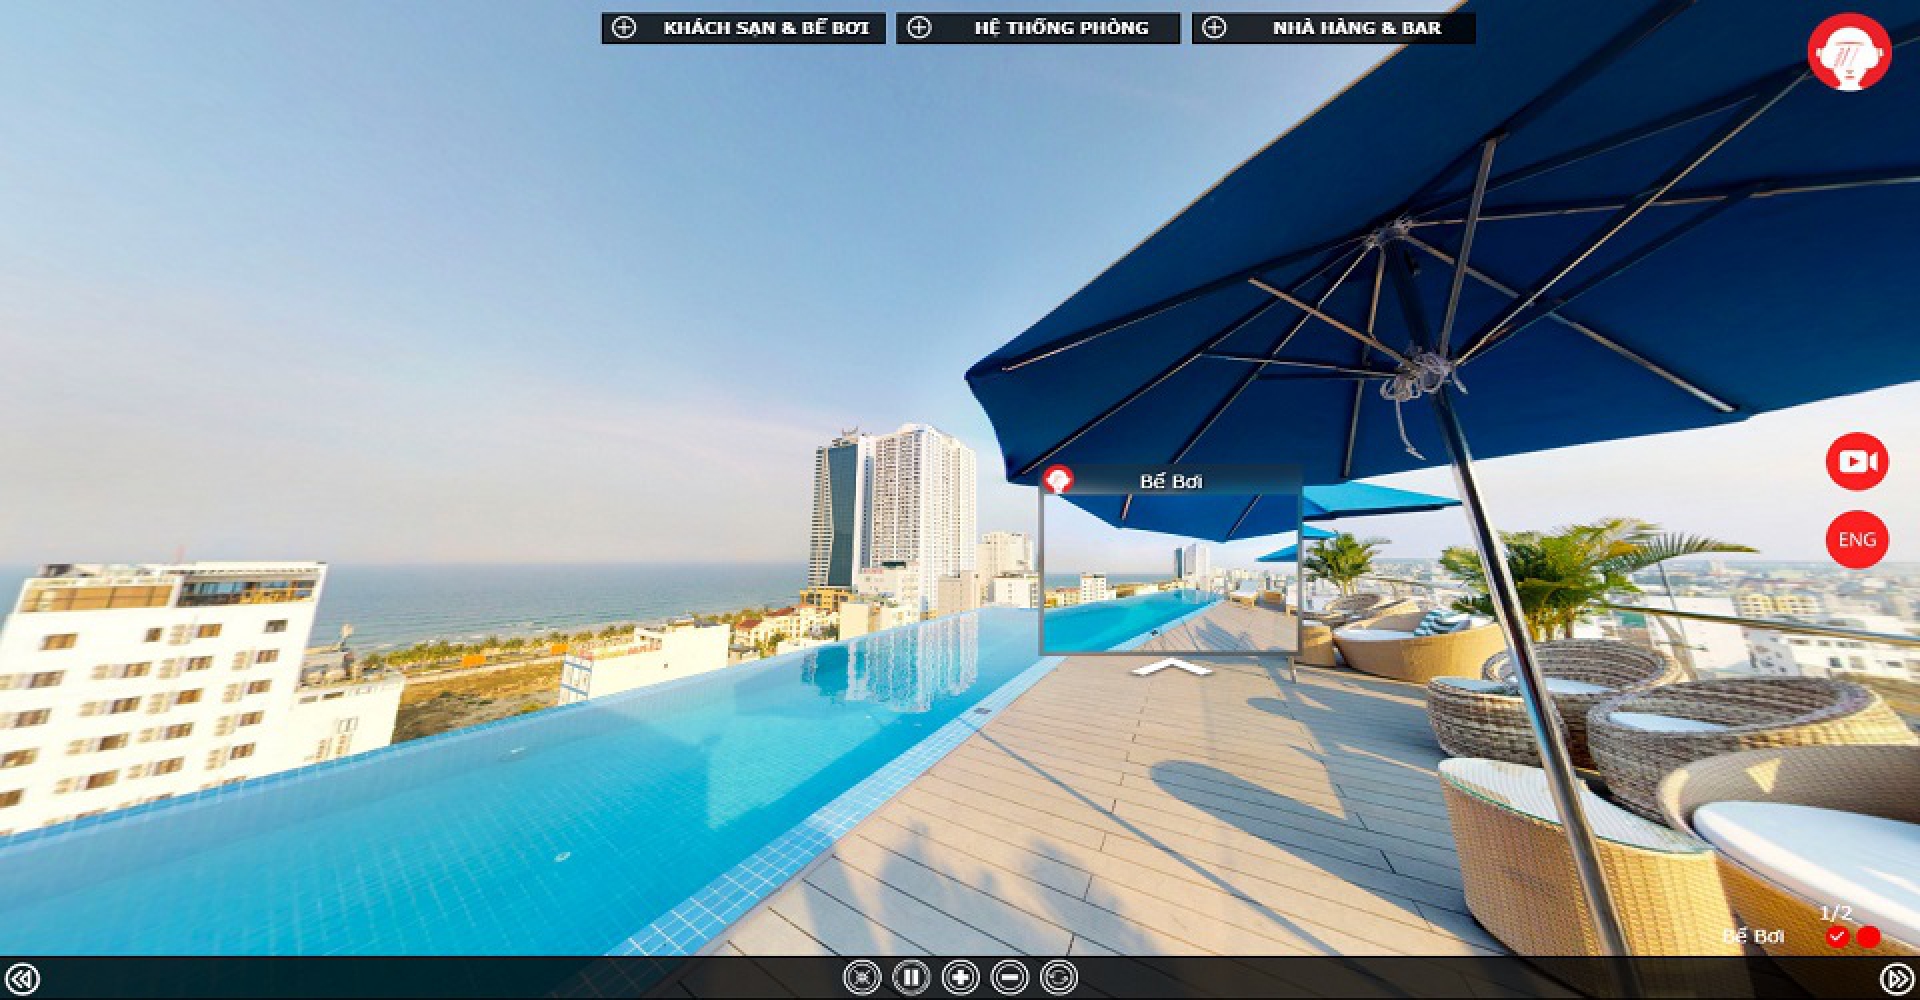 KHÁCH SẠN & BỂ BƠI
HỆ THỐNG PHÒNG
NHÀ HÀNG & BAR
Bể Bơi
ENG
1/2
Bể Bơi